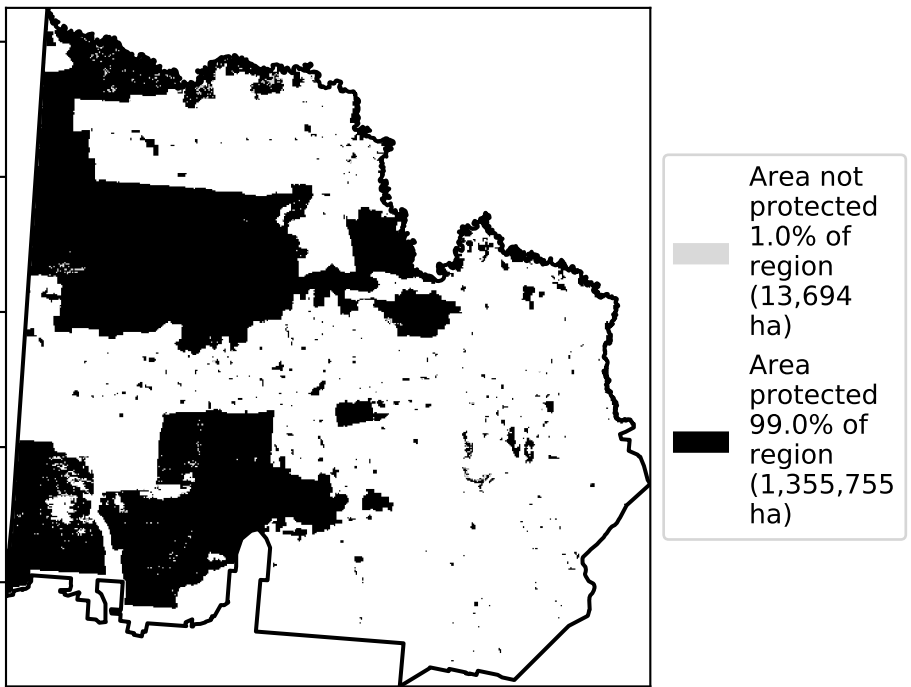 Area not
protected
1.0% of
region
(13,694
ha)
Area
protected
99.0% of
region
(1,355,755
ha)